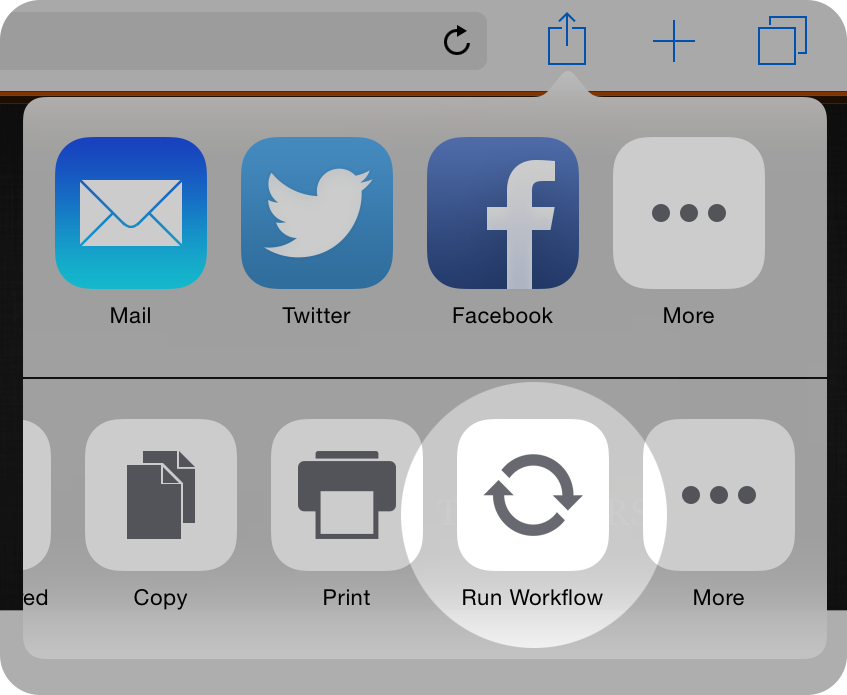 Mail
Twitter
Facebook
More
ed
Copy
Print
Run Workflow
More